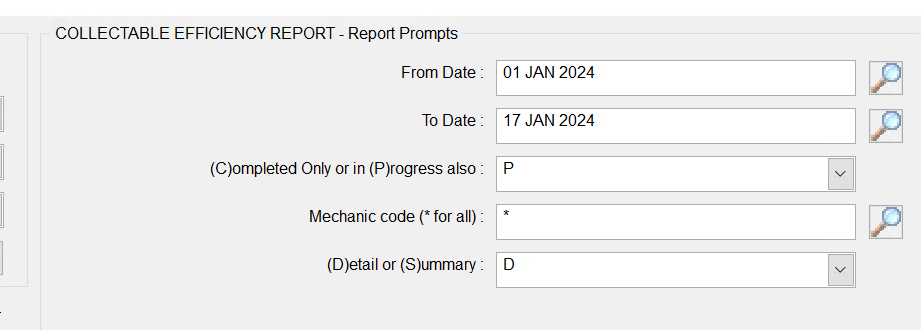 COLLECTABLE EFFICIENCY REPORT - Report Prompts
From Date : 01 JAN 2024
To Date : 17 JAN 2024
(C)ompleted Only or in (P)rogress also : P
Mechanic code (* for all) : *
(D)etail or (S)ummary : D